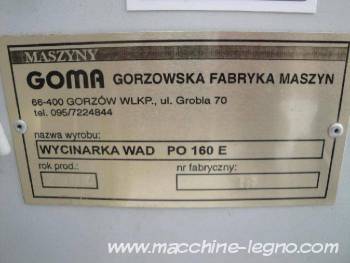 MASZYNY
GOMA GORZOWSKA FABRYKA MASZYN
66-400 GORZÓW WLKP., ul. Grobla 70
tel. 095/7224844
nazwa wyrobu:
WYCINARKA WAD PO 160 E
rok prod.: nr fabryczny:
www.macchine-legno.com